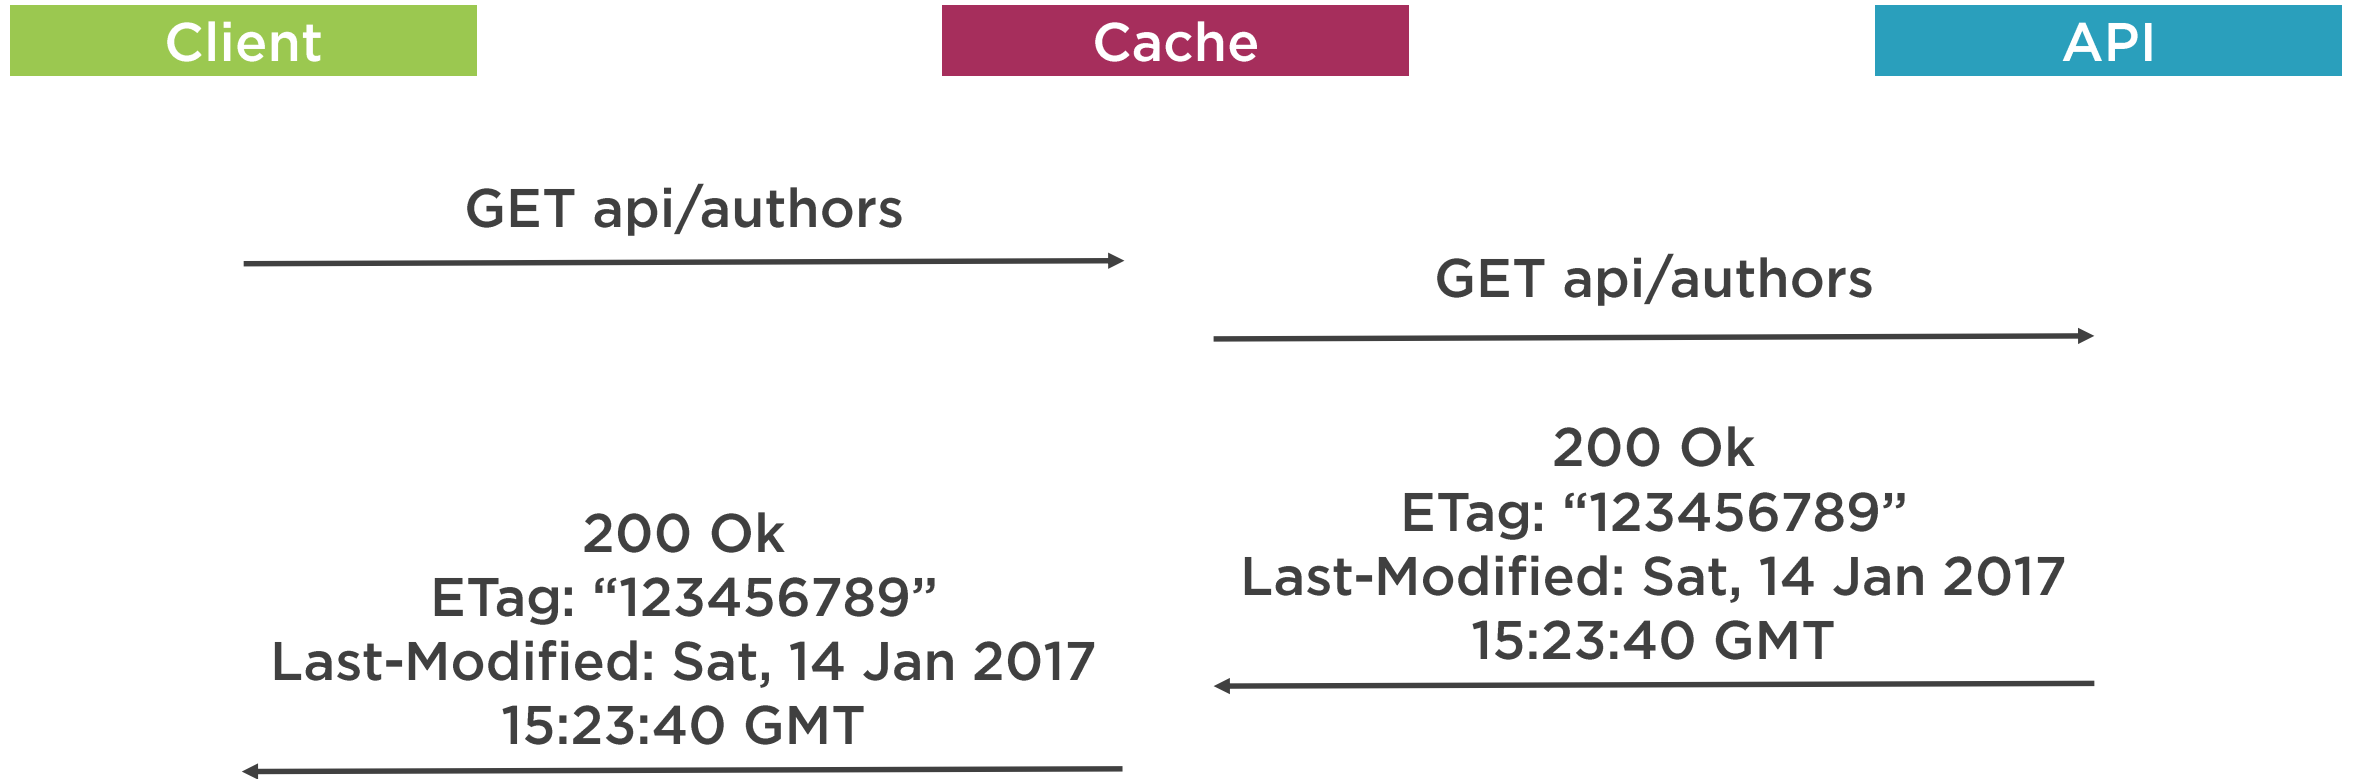 Client
Cache
API
GET api/authors
GET api/authors
200 Ok
ETag: “123456789”
Last-Modified: Sat, 14 Jan 2017
15:23:40 GMT
200 Ok
ETag: “123456789”
Last-Modified: Sat, 14 Jan 2017
15:23:40 GMT